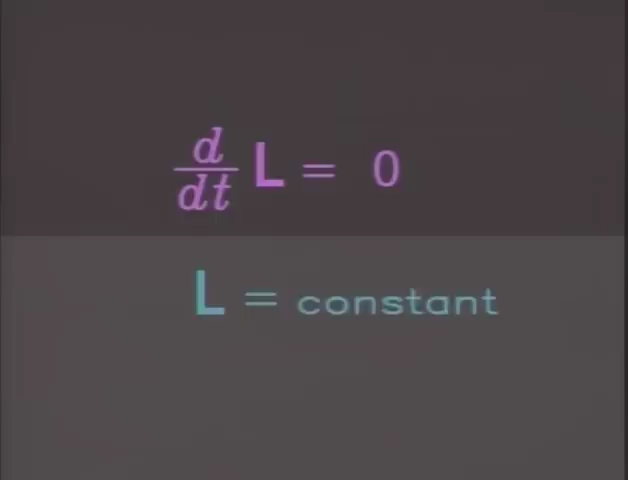 d/dt L = 0
L = constant